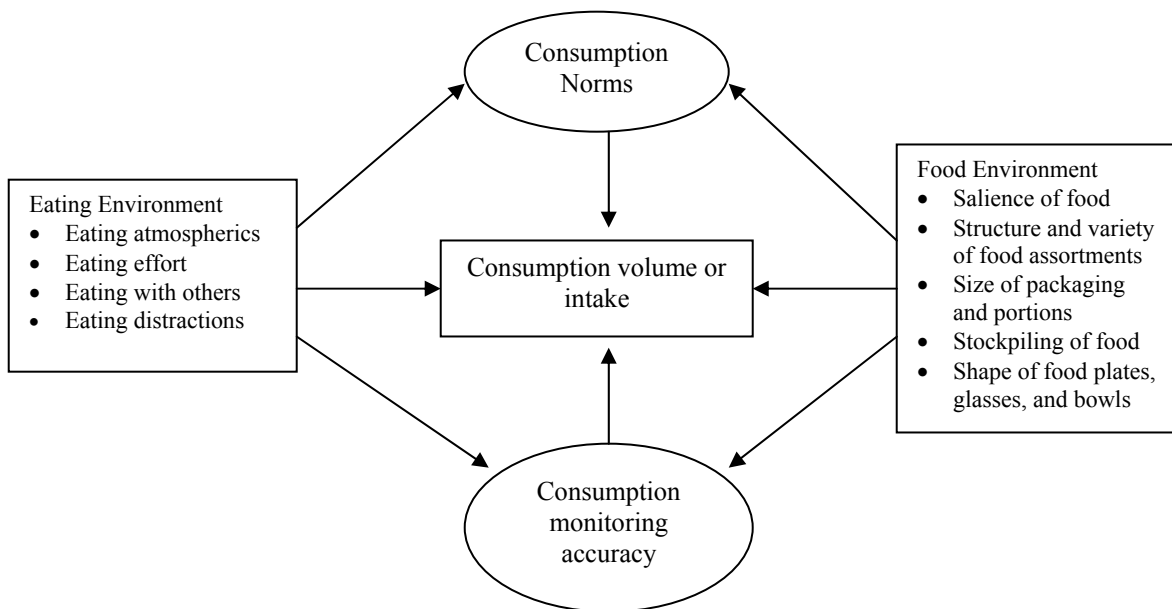 Consumption
Norms
Eating Environment
• Eating atmospherics
• Eating effort
• Eating with others
• Eating distractions
Consumption volume or
intake
Food Environment
• Salience of food
• Structure and variety
of food assortments
• Size of packaging
and portions
• Stockpiling of food
• Shape of food plates,
glasses, and bowls
Consumption
monitoring
accuracy